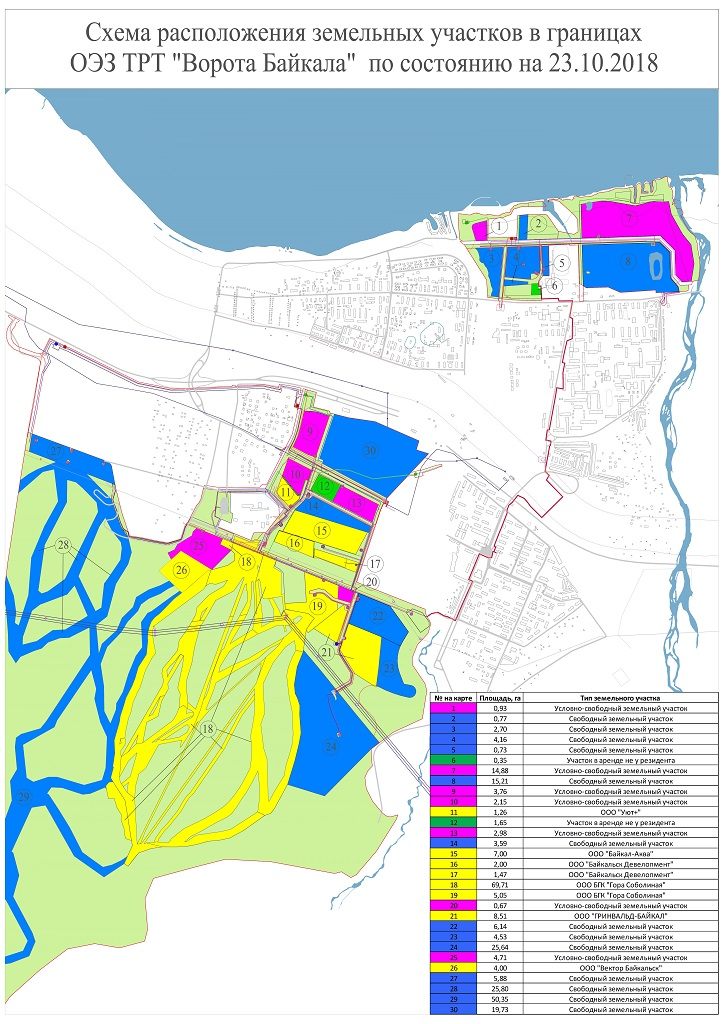 Схема расположения земельных участков в границах
ОЭЗ ТРТ "Ворота Байкала" по состоянию на 23.10.2018
1
2
7
3
4
5
8
6
9
30
27
10
11
12
13
14
15
28
25
16
26
18
17
20
19
22
21
23
18
24
29
№ на карте Площадь, га Тип земельного участка
1 0,93 Условно-свободный земельный участок
2 0,77 Свободный земельный участок
3 2,70 Свободный земельный участок
4 4,16 Свободный земельный участок
5 0,73 Свободный земельный участок
6 0,35 Участок в аренде не у резидента
7 14,88 Условно-свободный земельный участок
8 15,21 Свободный земельный участок
9 3,76 Условно-свободный земельный участок
10 2,15 Условно-свободный земельный участок
11 1,26 ООО "Уют+"
12 1,65 Участок в аренде не у резидента
13 2,98 Условно-свободный земельный участок
14 3,59 Свободный земельный участок
15 7,00 ООО "Байкал-Аква"
16 2,00 ООО "Байкальск Девелопмент"
17 1,47 ООО "Байкальск Девелопмент"
18 69,71 ООО БГК "Гора Соболиная"
19 5,05 ООО БГК "Гора Соболиная"
20 0,67 Условно-свободный земельный участок
21 8,51 ООО "ГРИНВАЛЬД-БАЙКАЛ"
22 6,14 Свободный земельный участок
23 4,53 Свободный земельный участок
24 25,64 Свободный земельный участок
25 4,71 Условно-свободный земельный участок
26 4,00 ООО "Вектор Байкальск"
27 5,88 Свободный земельный участок
28 25,80 Свободный земельный участок
29 50,35 Свободный земельный участок
30 19,73 Свободный земельный участок